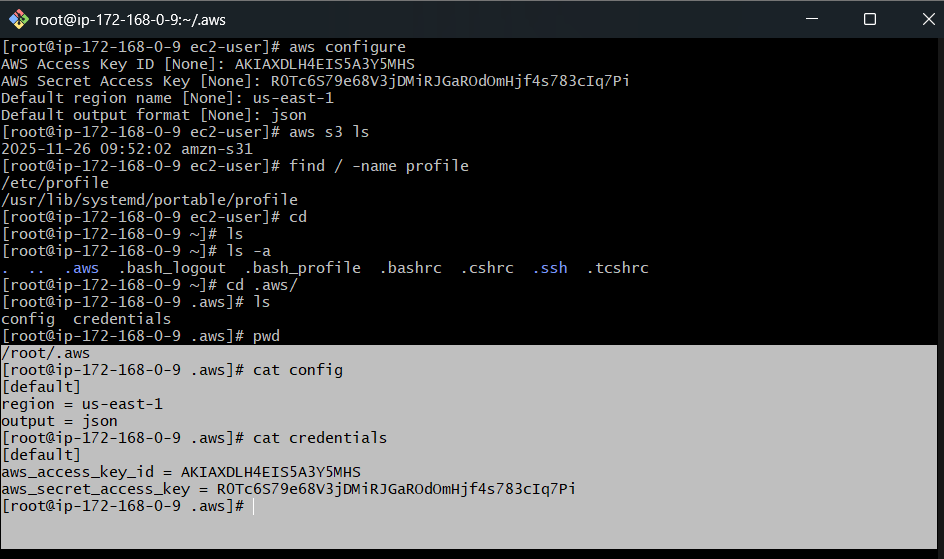 root@ip-172-168-0-9:~/.aws
[root@ip-172-168-0-9 ec2-user]# aws configure
AWS Access Key ID [None]: AKIAXDLH4EIS5A3Y5MHS
AWS Secret Access Key [None]:
Default region name [None]: us-east-1
Default output format [None]: json
[root@ip-172-168-0-9 ec2-user]# aws s3 ls
2025-11-26 09:52:02 amzn-s31
[root@ip-172-168-0-9 ec2-user]# find / -name profile
/etc/profile
/usr/lib/systemd/portable/profile
[root@ip-172-168-0-9 ec2-user]# cd
[root@ip-172-168-0-9 ~]# ls
[root@ip-172-168-0-9 ~]# ls -a
.  ..  .aws  .bash_logout  .bash_profile  .bashrc  .cshrc  .ssh  .tcshrc
[root@ip-172-168-0-9 ~]# cd .aws/
[root@ip-172-168-0-9 .aws]# ls
config  credentials
[root@ip-172-168-0-9 .aws]# pwd
/root/.aws
[root@ip-172-168-0-9 .aws]# cat config
[default]
region = us-east-1
output = json
[root@ip-172-168-0-9 .aws]# cat credentials
[default]
aws_access_key_id = AKIAXDLH4EIS5A3Y5MHS
aws_secret_access_key =
[root@ip-172-168-0-9 .aws]#